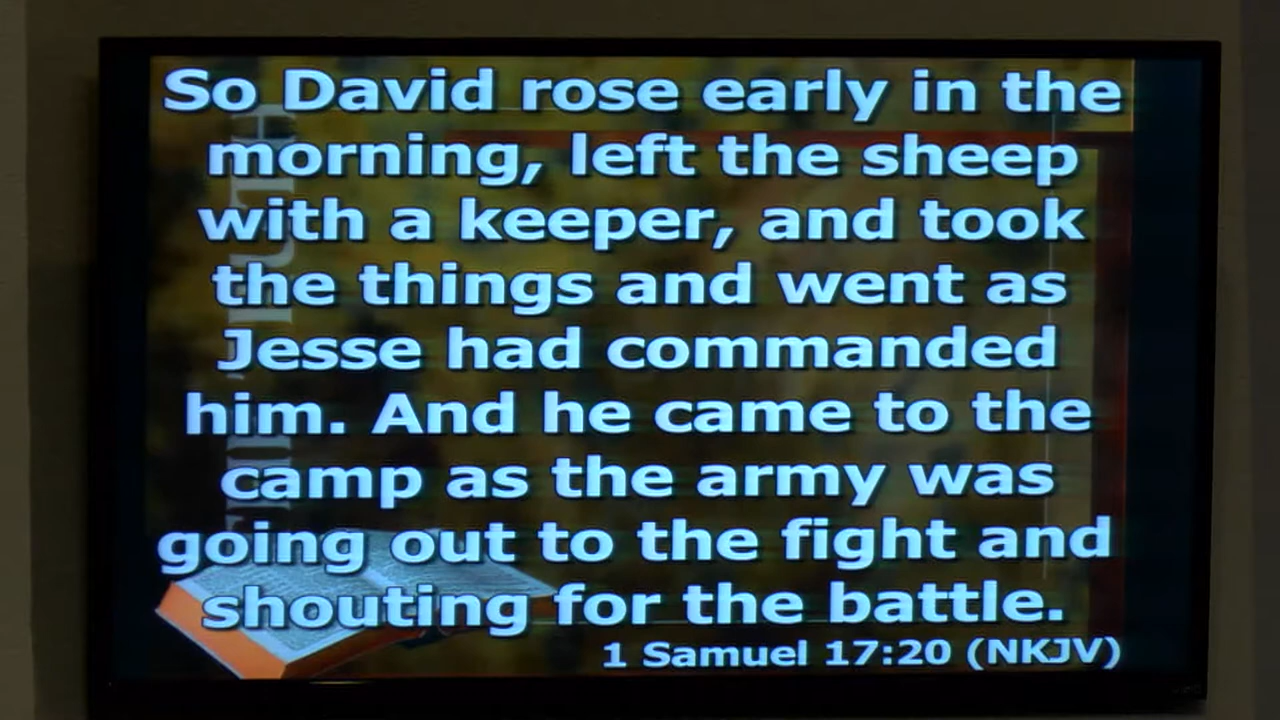 So David rose early in the
morning, left the sheep
with a keeper, and took
the things and went as
Jesse had commanded
him. And he came to the
camp as the army was
going out to the fight and
shouting for the battle.
1 Samuel 17:20 (NKJV)